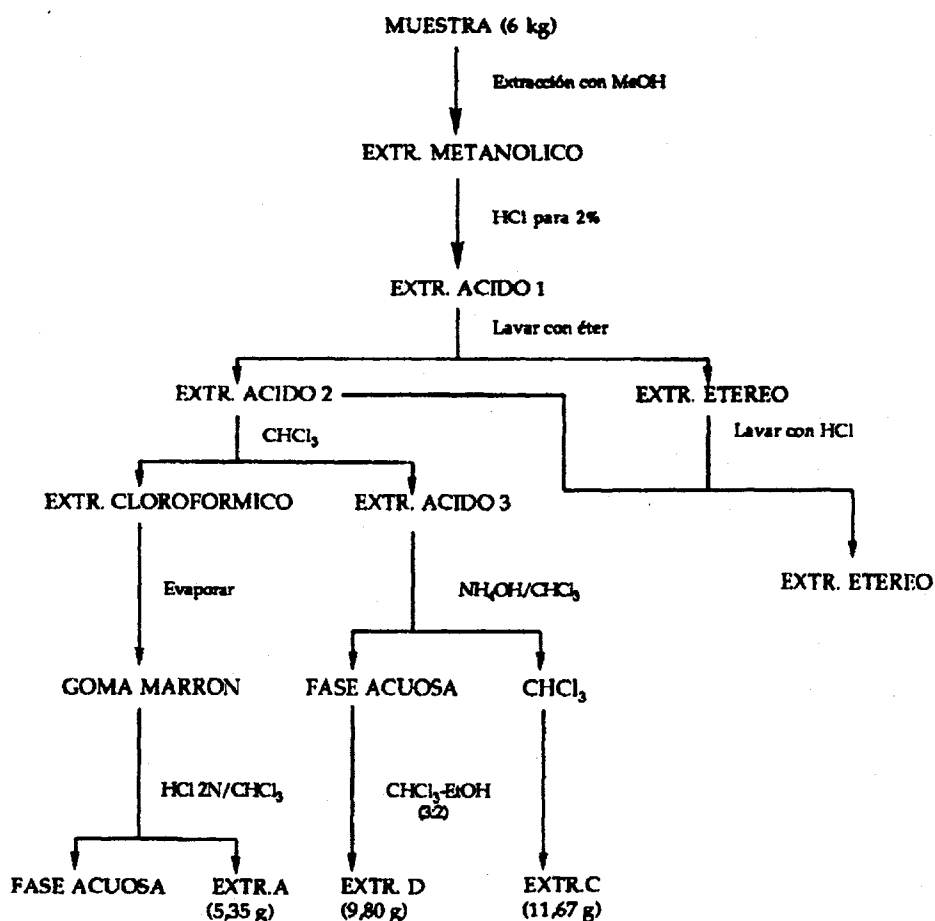 MUESTRA (6 kg)
Extracción con MeOH
EXTR. METANOLICO
HCl para 2%
EXTR. ACIDO 1
Lavar con éter
EXTR. ACIDO 2
EXTR. ETEREO
CHCl₃
Lavar con HCl
EXTR. CLOROFORMICO
EXTR. ACIDO 3
Evaporar
NH₄OH/CHCl₃
EXTR. ETEREO
GOMA MARRON
FASE ACUOSA
CHCl₃
HCl 2N/CHCl₃
CHCl₃-EtOH
(3:2)
FASE ACUOSA
EXTR.A
(5,35 g)
EXTR. D
(9,80 g)
EXTR.C
(11,67 g)